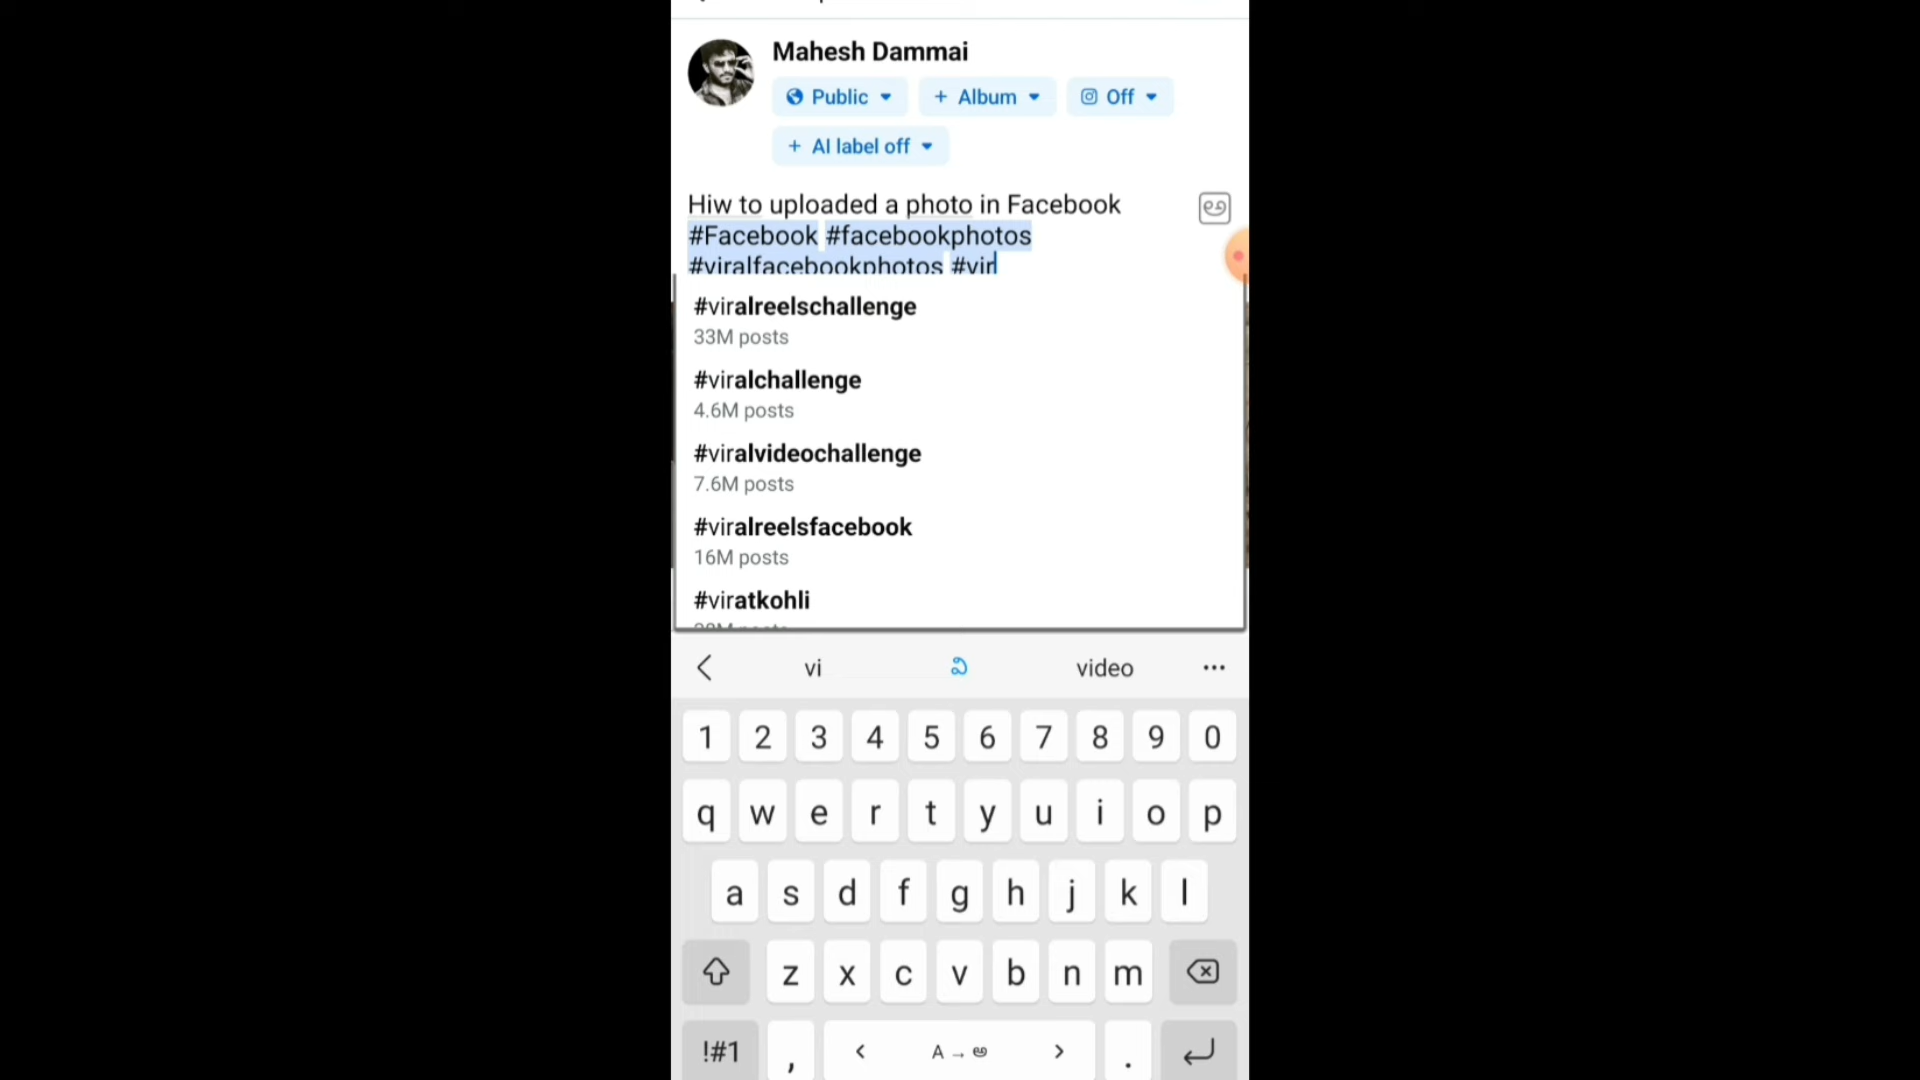 Mahesh Dammai
Public
+ Album
Off
+ AI label off
Hiw to uploaded a photo in Facebook
#Facebook #facebookphotos
#viralfacebookphotos #vir
#viralreelschallenge
33M posts
#viralchallenge
4.6M posts
#viralvideochallenge
7.6M posts
#viralreelsfacebook
16M posts
#viratkohli
vi వి video ...
1 2 3 4 5 6 7 8 9 0
q w e r t y u i o p
a s d f g h j k l
z x c v b n m
!#1 , < A → అ > .